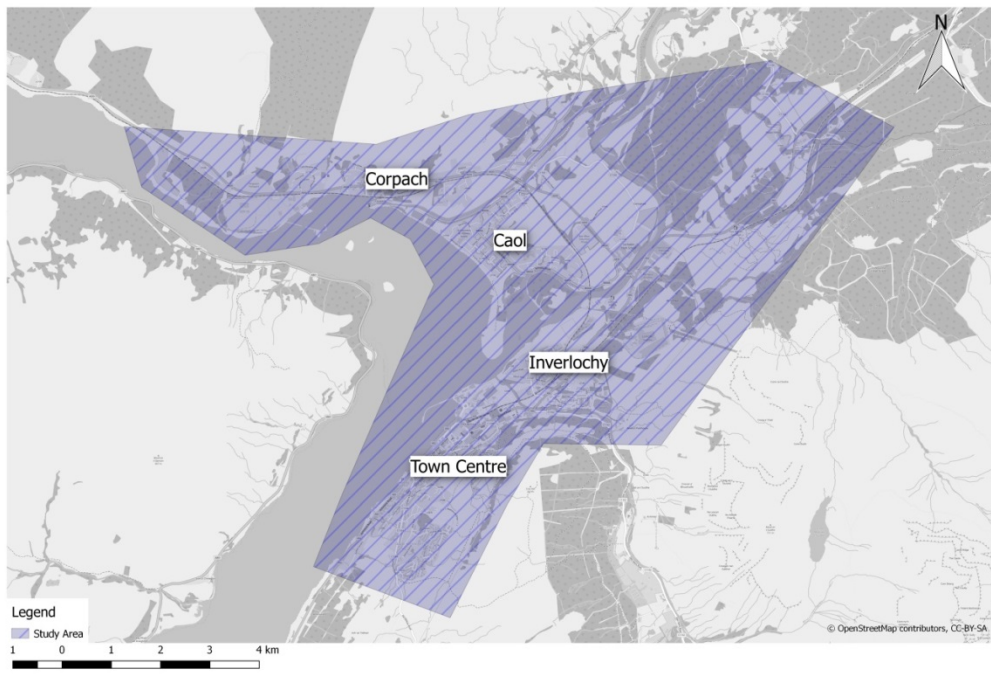 N
Corpach
Caol
Inverlochy
Town Centre
Legend
Study Area
© OpenStreetMap contributors, CC-BY-SA
1 0 1 2 3 4 km